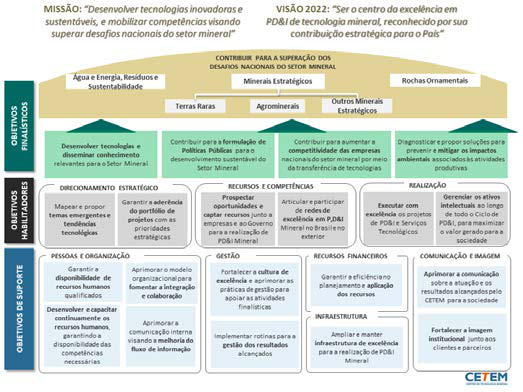 MISSÃO: "Desenvolver tecnologias inovadoras e
sustentáveis, e mobilizar competências visando
superar desafios nacionais do setor mineral"
VISÃO 2022: "Ser o centro da excelência em
PD&I de tecnologia mineral, reconhecido por sua
contribuição estratégica para o País"
OBJETIVOS
FINALÍSTICOS
CONTRIBUIR PARA A SUPERAÇÃO DOS
DESAFIOS NACIONAIS DO SETOR MINERAL
Água e Energia, Resíduos e
Sustentabilidade
Minerais Estratégicos
Rochas Ornamentais
Terras Raras
Agrominerais
Outros Minerais
Estratégicos
Desenvolver tecnologias e
disseminar conhecimento
relevantes para o Setor Mineral
Contribuir para a formulação de
Políticas Públicas para o
desenvolvimento sustentável do
Setor Mineral
Contribuir para aumentar a
competitividade das empresas
nacionais do setor mineral por meio
da transferência de tecnologias
Diagnosticar e propor soluções para
prevenir e mitigar os impactos
ambientais associados às atividades
produtivas
OBJETIVOS
HABILITADORES
DIRECIONAMENTO ESTRATÉGICO
Mapear e propor
temas emergentes e
tendências
tecnológicas
Garantir a aderência
do portfólio de projetos
com as prioridades
estratégicas
RECURSOS E COMPETÊNCIAS
Prospectar
oportunidades e
captar recursos junto
a empresas e ao Governo
para a realização de
PD&I Mineral
Articular e participar
de redes de
excelência em PD&I
Mineral no Brasil e no
exterior
REALIZAÇÃO
Executar com
excelência os projetos
de PD&I e Serviços
Tecnológicos
Gerenciar os ativos
intelectuais ao longo
de todo o Ciclo de
PD&I, para maximizar
o valor gerado para a
sociedade
OBJETIVOS DE SUPORTE
PESSOAS E ORGANIZAÇÃO
Garantir a
disponibilidade de
recursos humanos
qualificados
Aprimorar o modelo
organizacional para
fomentar a integração
e colaboração
Desenvolver e capacitar
continuamente os
recursos humanos,
garantindo a
disponibilidade das
competências
necessárias
Aprimorar a
comunicação interna
visando a melhoria do
fluxo de informação
GESTÃO
Fortalecer a cultura de
excelência e aprimorar as
práticas de gestão para
apoiar as atividades
finalísticas
Implementar rotinas para a
gestão dos resultados
alcançados
RECURSOS FINANCEIROS
Garantir a eficiência no
planejamento e aplicação
dos recursos
INFRAESTRUTURA
Ampliar e manter
infraestrutura de excelência
para a realização de PD&I
Mineral
COMUNICAÇÃO E IMAGEM
Aprimorar a comunicação
sobre a atuação e os
resultados alcançados pelo
CETEM para a sociedade
Fortalecer a imagem
institucional junto aos
clientes e parceiros
CETEM
CENTRO DE TECNOLOGIA MINERAL